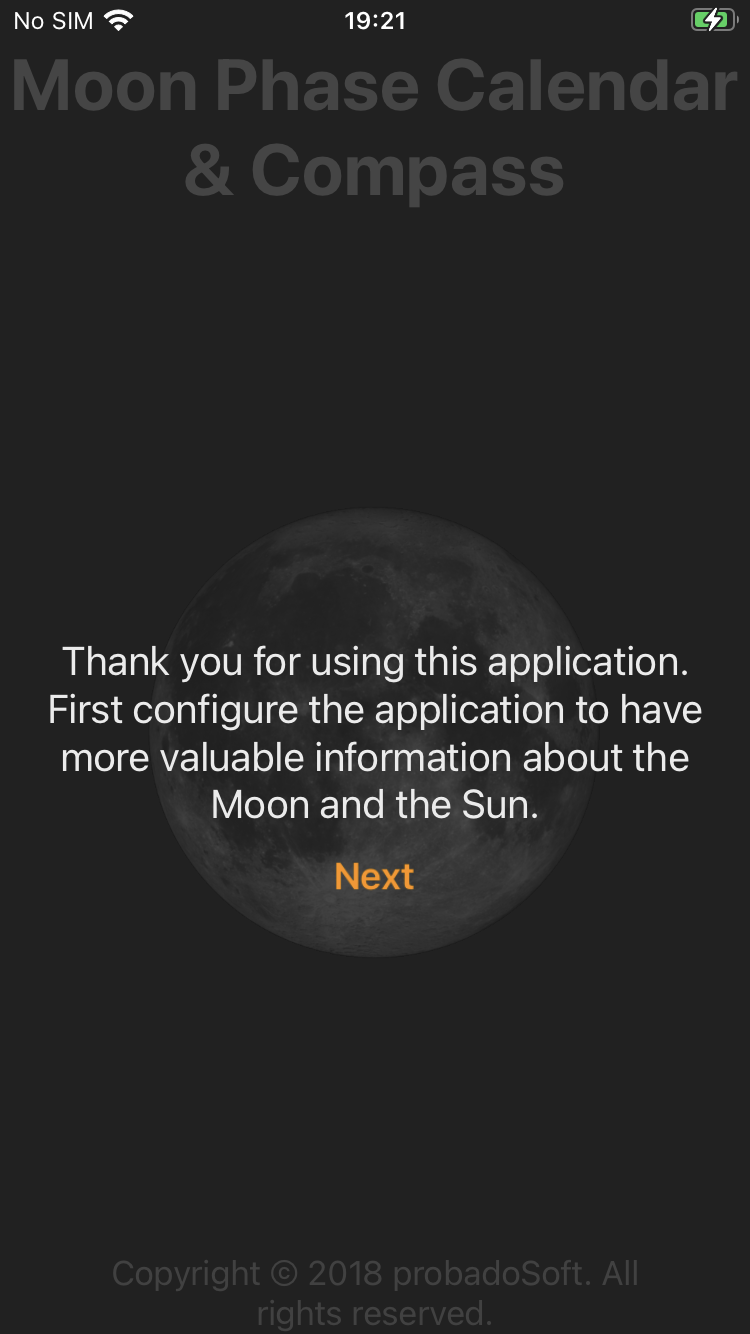 No SIM 19:21
Moon Phase Calendar
& Compass
Thank you for using this application.
First configure the application to have
more valuable information about the
Moon and the Sun.
Next
Copyright © 2018 probadoSoft. All
rights reserved.